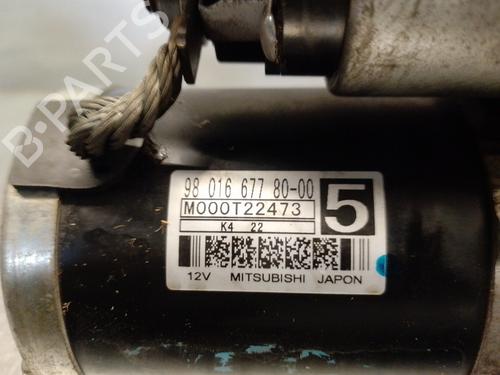 B-PARTS
98 016 677 80-00
M000T22473
5
K4 22
12V MITSUBISHI JAPON